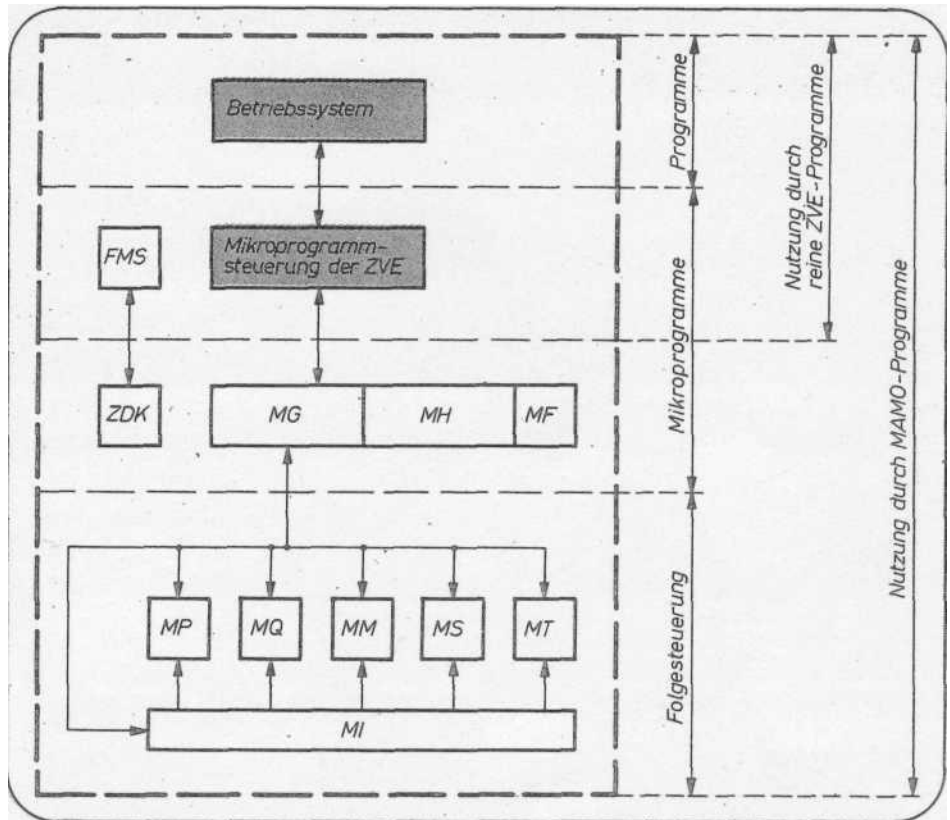 Betriebssystem
Programme
Nutzung durch
reine ZVE-Programme
FMS
Mikroprogramm-
steuerung der ZVE
Mikroprogramme
Nutzung durch MAMO-Programme
ZDK
MG
MH
MF
MP
MQ
MM
MS
MT
Folgesteuerung
MI